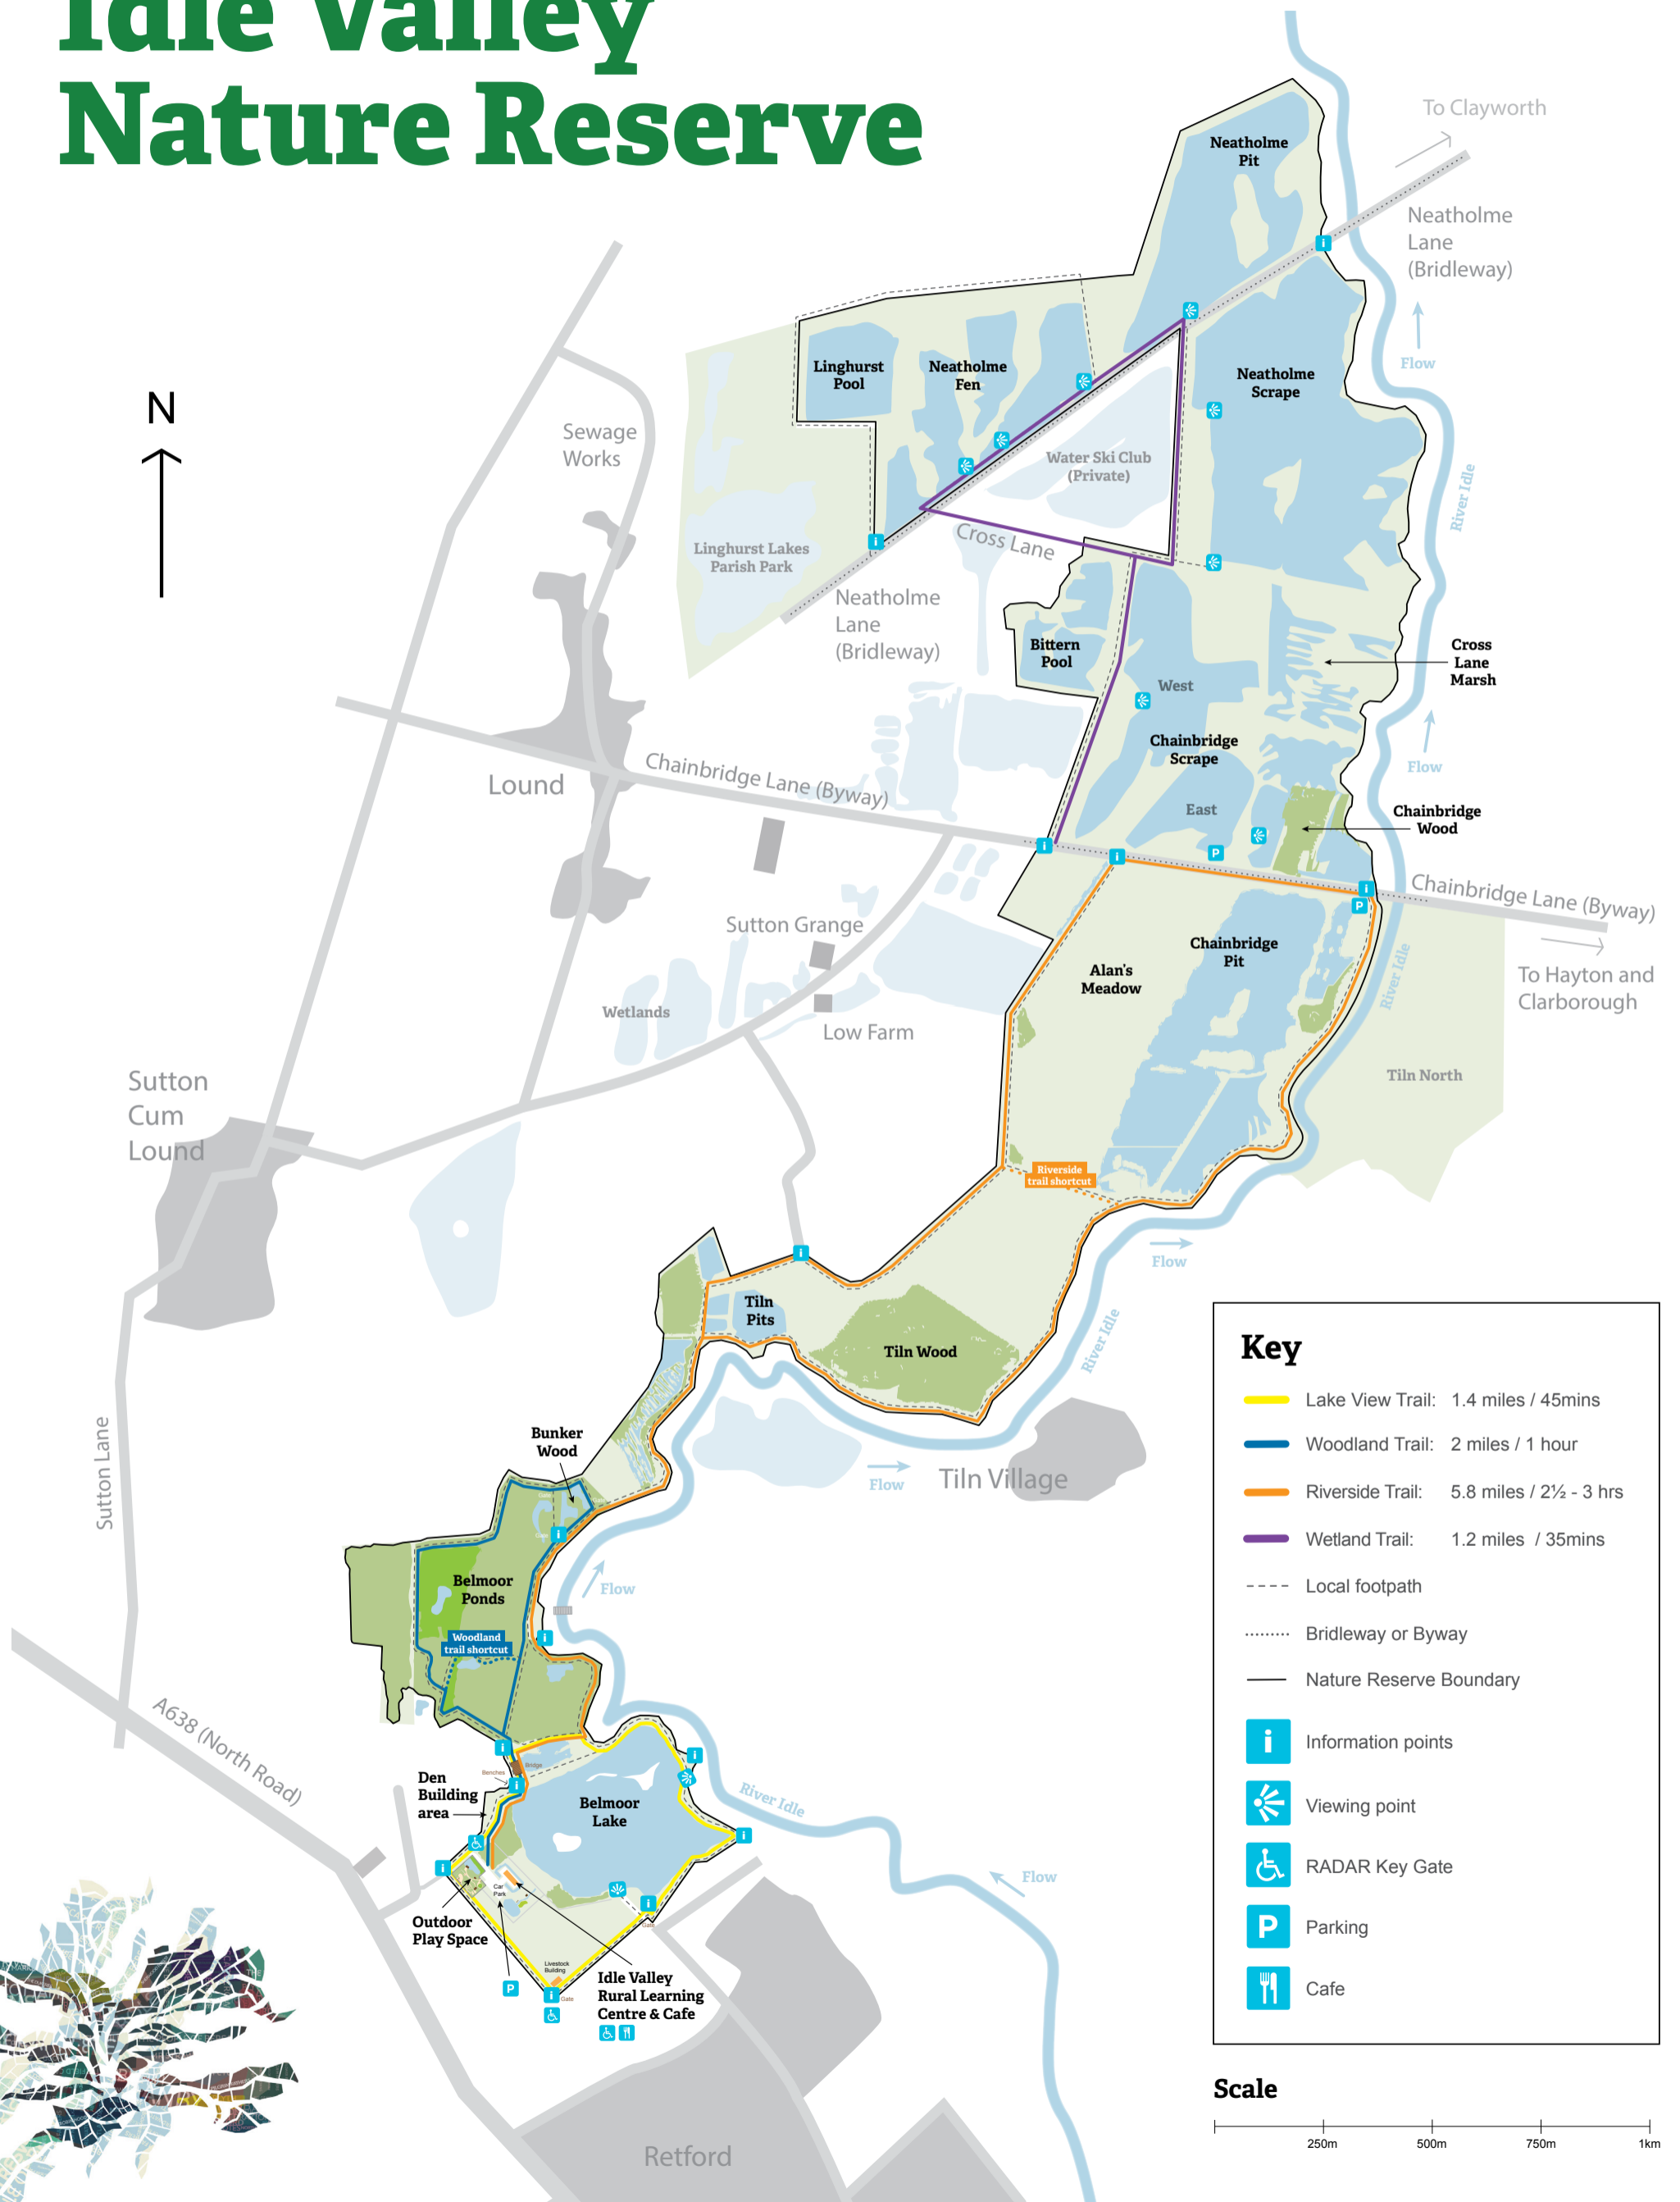 Idle Valley
Nature Reserve
To Clayworth
Neatholme
Pit
Neatholme
Lane
(Bridleway)
Flow
N
Sewage
Works
Linghurst
Pool
Neatholme
Fen
Neatholme
Scrape
Water Ski Club
(Private)
River Idle
Cross Lane
Linghurst Lakes
Parish Park
Neatholme
Lane
(Bridleway)
Bittern
Pool
Cross
Lane
Marsh
West
Chainbridge
Scrape
Flow
Lound
Chainbridge Lane (Byway)
East
Chainbridge
Wood
Chainbridge Lane (Byway)
Sutton Grange
Chainbridge
Pit
Alan's
Meadow
River Idle
To Hayton and
Clarborough
Wetlands
Low Farm
Tiln North
Sutton
Cum
Lound
Riverside
trail shortcut
Flow
Tiln
Pits
River Idle
Tiln Wood
Bunker
Wood
Flow
Tiln Village
Sutton Lane
Belmoor
Ponds
Flow
Woodland
trail shortcut
A638 (North Road)
Bridge
Benches
Den
Building
area
Belmoor
Lake
River Idle
Flow
Car
Park
Outdoor
Play Space
Gate
Livestock
Building
Gate
Idle Valley
Rural Learning
Centre & Cafe
Retford
Key
Lake View Trail: 1.4 miles / 45mins
Woodland Trail: 2 miles / 1 hour
Riverside Trail: 5.8 miles / 2½ - 3 hrs
Wetland Trail: 1.2 miles / 35mins
Local footpath
Bridleway or Byway
Nature Reserve Boundary
i Information points
Viewing point
RADAR Key Gate
P Parking
Cafe
Scale
250m 500m 750m 1km